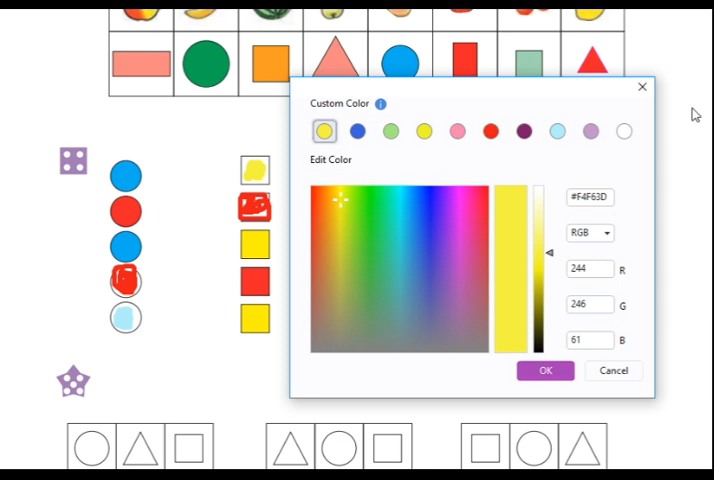 Custom Color
Edit Color
#F4F63D
RGB
244 R
246 G
61 B
OK Cancel